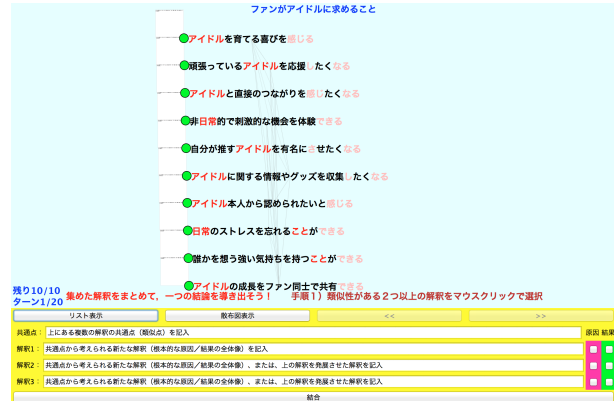 ファンがアイドルに求めること
アイドルを育てる喜びを感じる
頑張っているアイドルを応援したくなる
アイドルと直接のつながりを感じたくなる
非日常的で刺激的な機会を体験できる
自分が推すアイドルを有名にさせたくなる
アイドルに関する情報やグッズを収集したくなる
アイドル本人から認められたいと感じる
日常のストレスを忘れることができる
誰かを想う強い気持ちを持つことができる
アイドルの成長をファン同士で共有できる
残り10/10
ターン1/20
集めた解釈をまとめて，一つの結論を導き出そう！ 手順１）類似性がある２つ以上の解釈をマウスクリックで選択
リスト表示 散布図表示 << >>
共通点： 上にある複数の解釈の共通点（類似点）を記入 原因 結果
解釈1： 共通点から考えられる新たな解釈（根本的な原因／結果の全体像）を記入
解釈2： 共通点から考えられる新たな解釈（根本的な原因／結果の全体像）、または、上の解釈を発展させた解釈を記入
解釈3： 共通点から考えられる新たな解釈（根本的な原因／結果の全体像）、または、上の解釈を発展させた解釈を記入
結合